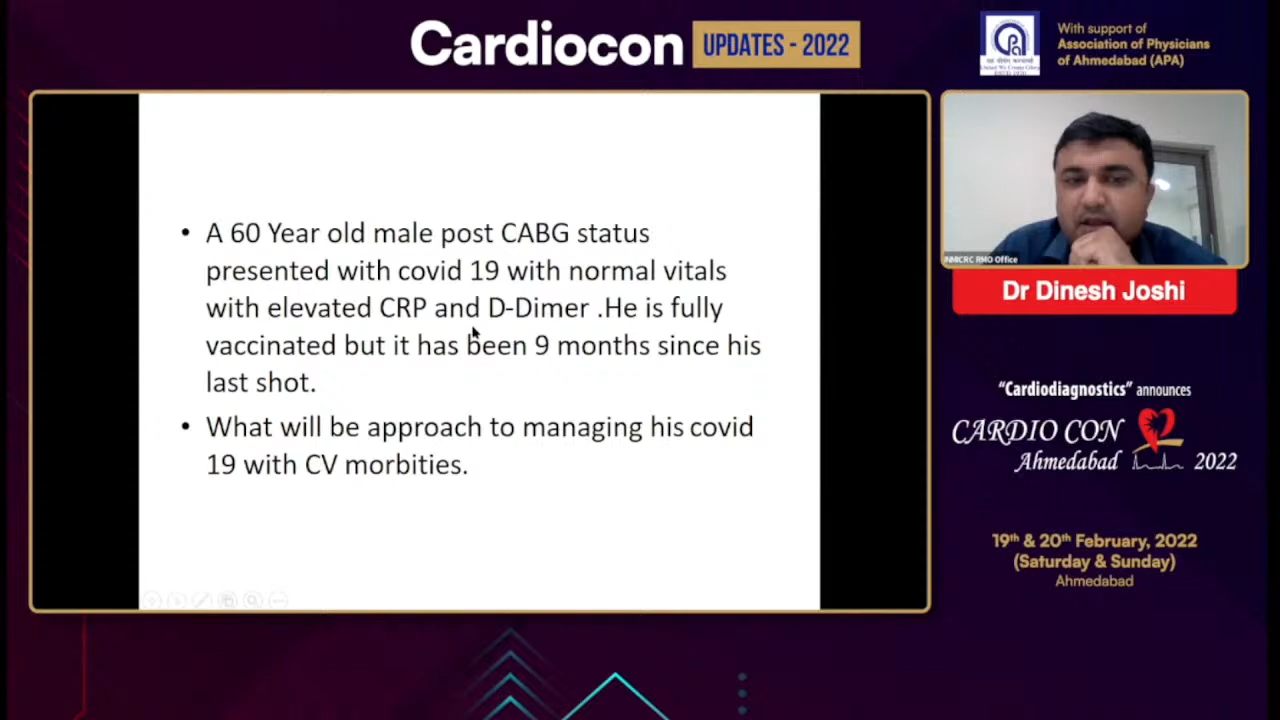 Cardiocon UPDATES - 2022
With support of
Association of Physicians
of Ahmedabad (APA)
• A 60 Year old male post CABG status
presented with covid 19 with normal vitals
with elevated CRP and D-Dimer .He is fully
vaccinated but it has been 9 months since his
last shot.
• What will be approach to managing his covid
19 with CV morbities.
NMICRC RMO Office
Dr Dinesh Joshi
“Cardiodiagnostics” announces
CARDIO CON
Ahmedabad 2022
19th & 20th February, 2022
(Saturday & Sunday)
Ahmedabad